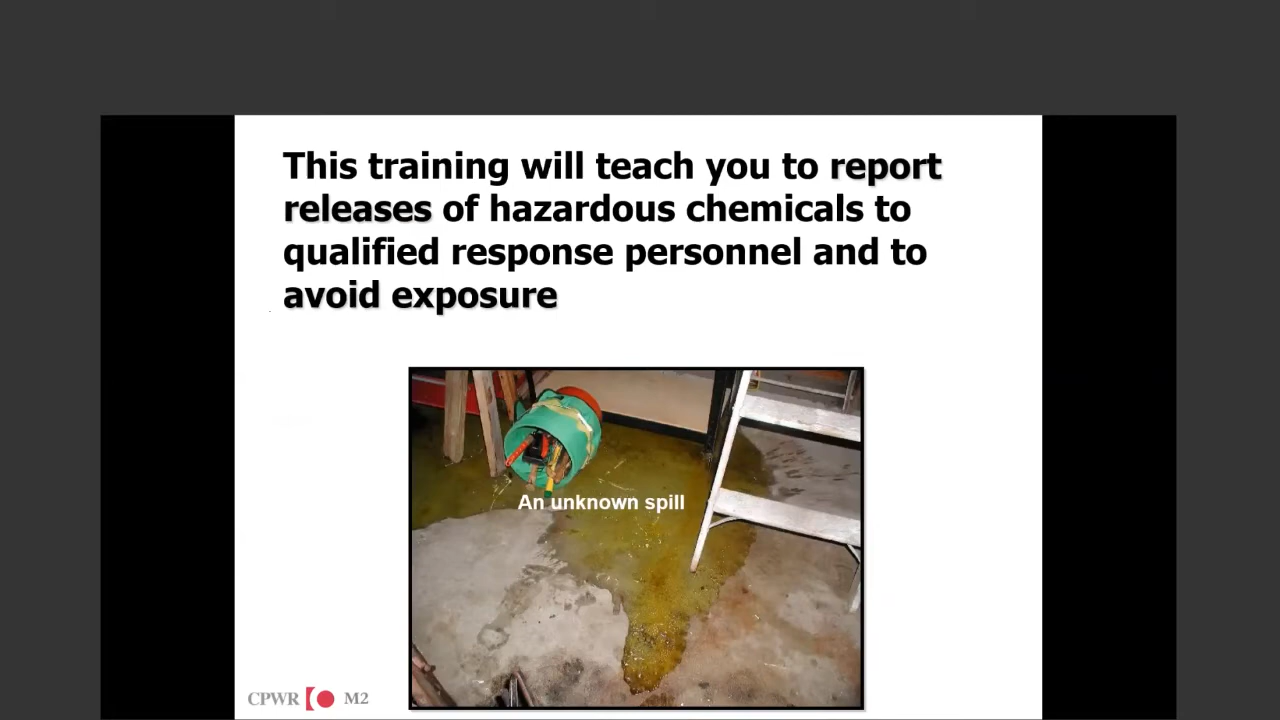 This training will teach you to report
releases of hazardous chemicals to
qualified response personnel and to
avoid exposure
An unknown spill
CPWR M2